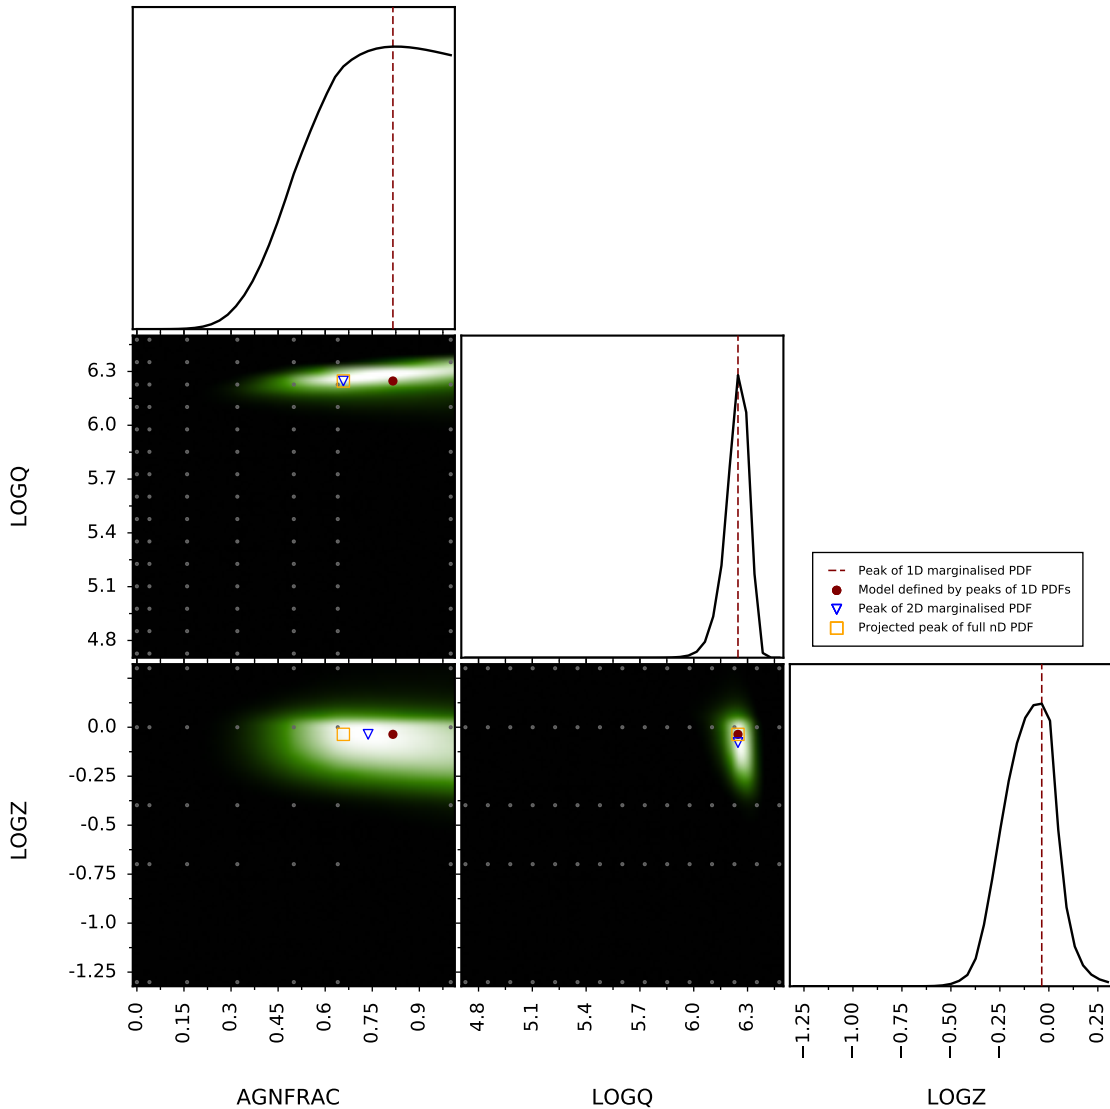 6.3
6.0
5.7
5.4
5.1
4.8
LOGQ
Peak of 1D marginalised PDF
Model defined by peaks of 1D PDFs
Peak of 2D marginalised PDF
Projected peak of full nD PDF
0.0
-0.25
-0.5
-0.75
-1.0
-1.25
LOGZ
0.0 0.15 0.3 0.45 0.6 0.75 0.9
4.8 5.1 5.4 5.7 6.0 6.3
−1.25 −1.00 −0.75 −0.50 −0.25 0.00 0.25
AGNFRAC LOGQ LOGZ